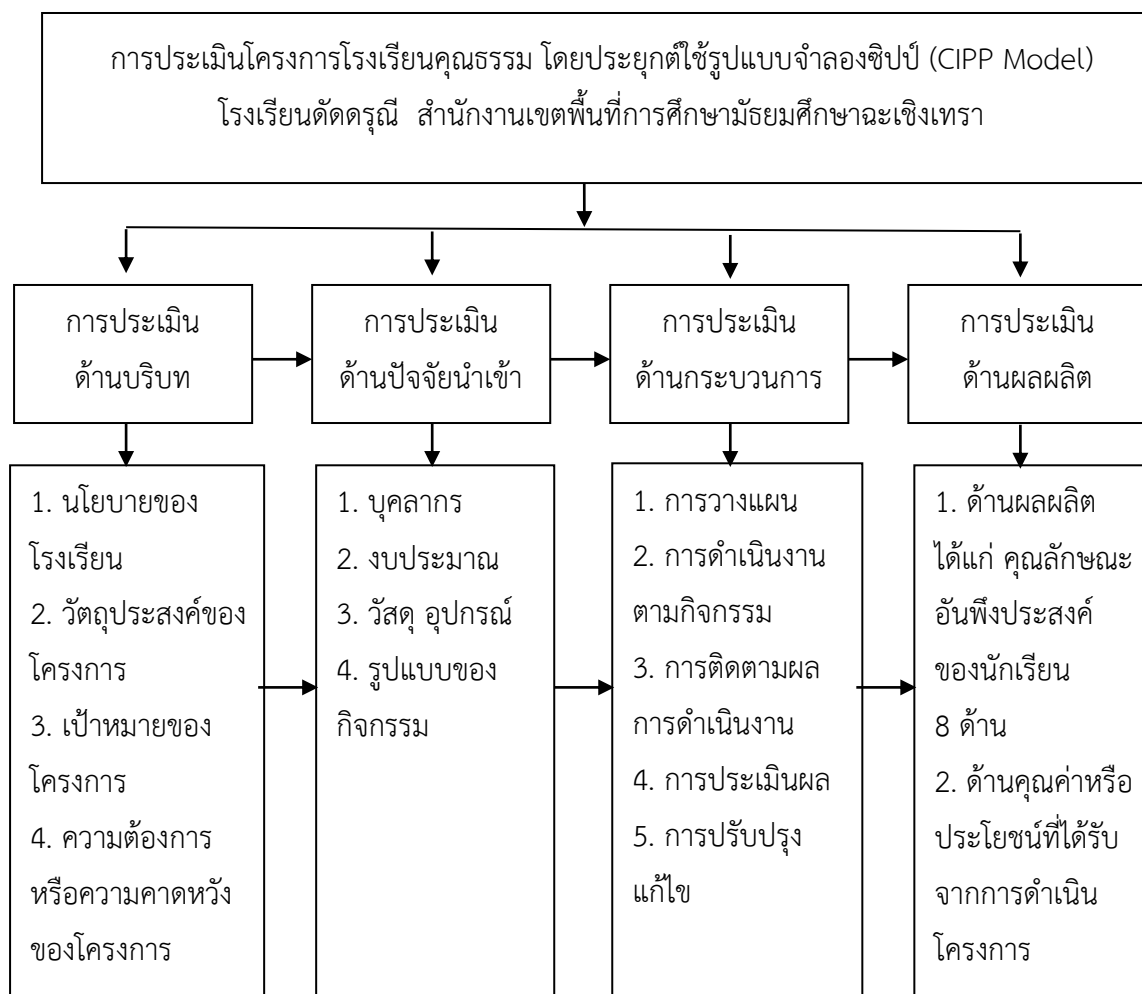 การประเมินโครงการโรงเรียนคุณธรรม โดยประยุกต์ใช้รูปแบบจำลองซิปป์ (CIPP Model)
โรงเรียนดัดดรุณี สำนักงานเขตพื้นที่การศึกษามัธยมศึกษาฉะเชิงเทรา
การประเมิน
ด้านบริบท
การประเมิน
ด้านปัจจัยนำเข้า
การประเมิน
ด้านกระบวนการ
การประเมิน
ด้านผลผลิต
1. นโยบายของ
โรงเรียน
2. วัตถุประสงค์ของ
โครงการ
3. เป้าหมายของ
โครงการ
4. ความต้องการ
หรือความคาดหวัง
ของโครงการ
1. บุคลากร
2. งบประมาณ
3. วัสดุ อุปกรณ์
4. รูปแบบของ
กิจกรรม
1. การวางแผน
2. การดำเนินงาน
ตามกิจกรรม
3. การติดตามผล
การดำเนินงาน
4. การประเมินผล
5. การปรับปรุง
แก้ไข
1. ด้านผลผลิต
ได้แก่ คุณลักษณะ
อันพึงประสงค์
ของนักเรียน
8 ด้าน
2. ด้านคุณค่าหรือ
ประโยชน์ที่ได้รับ
จากการดำเนิน
โครงการ